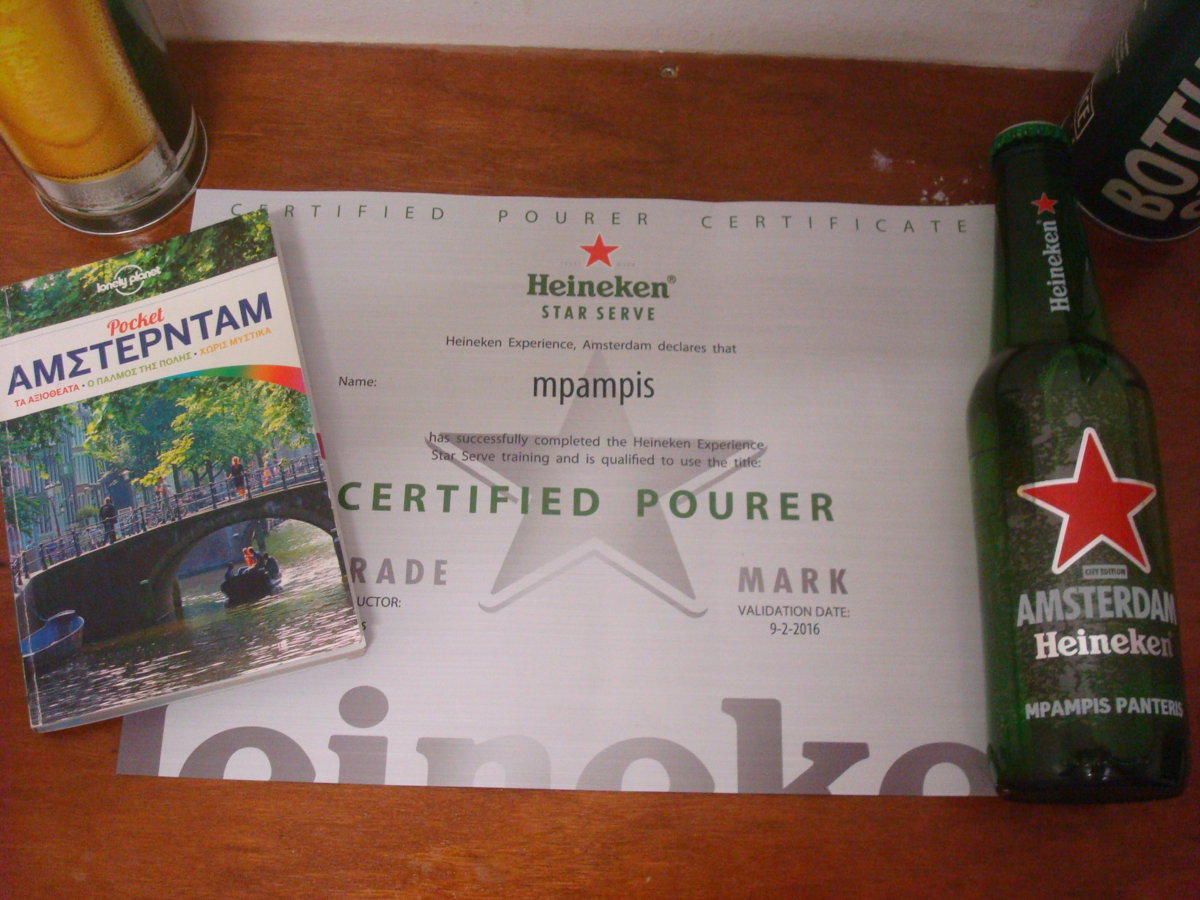 CERTIFIED POURER CERTIFICATE
Heineken®
STAR SERVE
Heineken Experience, Amsterdam declares that
Name: mpampis
has successfully completed the Heineken Experience
Star Serve training and is qualified to use the title:
CERTIFIED POURER
RADE MARK
UCTOR:
s
VALIDATION DATE:
9-2-2016
eineke
lonely planet
Pocket
ΑΜΣΤΕΡΝΤΑΜ
ΤΑ ΑΞΙΟΘΕΑΤΑ • Ο ΠΑΛΜΟΣ ΤΗΣ ΠΟΛΗΣ • ΧΩΡΙΣ ΜΥΣΤΙΚΑ
Heineken
CITY EDITION
AMSTERDAM
Heineken
MPAMPIS PANTERIS
BOTTL